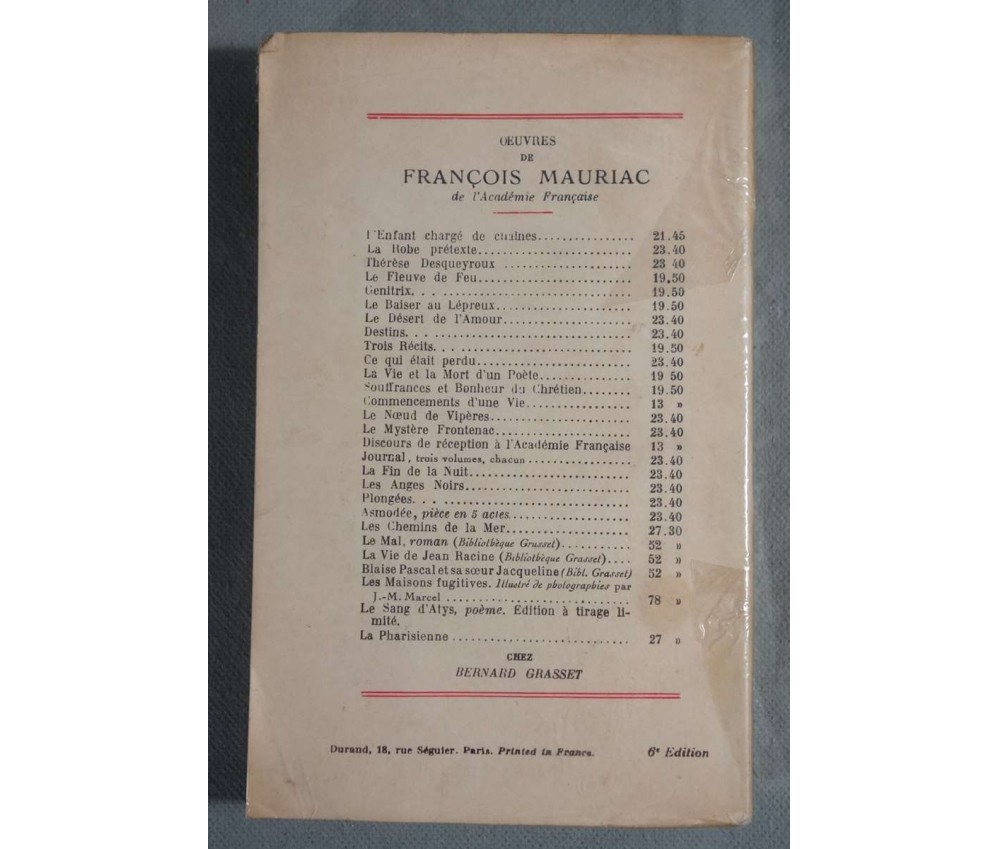 OEUVRES
DE
FRANÇOIS MAURIAC
de l'Académie Française
L'Enfant chargé de chaînes................ 21.45
La Robe prétexte.......................... 23.40
Thérèse Desqueyroux ...................... 23 40
Le Fleuve de Feu.......................... 19.50
Genitrix. . . ............................ 19.50
Le Baiser au Lépreux...................... 19.50
Le Désert de l'Amour...................... 23.40
Destins. . . ............................. 23.40
Trois Récits. . . ........................ 19.50
Ce qui était perdu........................ 23.40
La Vie et la Mort d'un Poète.............. 19 50
Souffrances et Bonheur du Chrétien........ 19.50
Commencements d'une Vie................... 13 »
Le Nœud de Vipères........................ 23.40
Le Mystère Frontenac...................... 23.40
Discours de réception à l'Académie Française 13 »
Journal, trois volumes, chacun ............ 23.40
La Fin de la Nuit......................... 23.40
Les Anges Noirs........................... 23.40
Plongées. . . ............................ 23.40
Asmodée, pièce en 5 actes................. 23.40
Les Chemins de la Mer..................... 27.30
Le Mal, roman (Bibliothèque Grasset).......... 52 »
La Vie de Jean Racine (Bibliothèque Grasset).... 52 »
Blaise Pascal et sa sœur Jacqueline (Bibl. Grasset) 52 »
Les Maisons fugitives. Illustré de photographies par
J.-M. Marcel ............................. 78 »
Le Sang d'Atys, poème. Edition à tirage li-
mité.
La Pharisienne ........................... 27 »
CHEZ
BERNARD GRASSET
Durand, 18, rue Séguier. Paris. Printed in France. 6e Edition